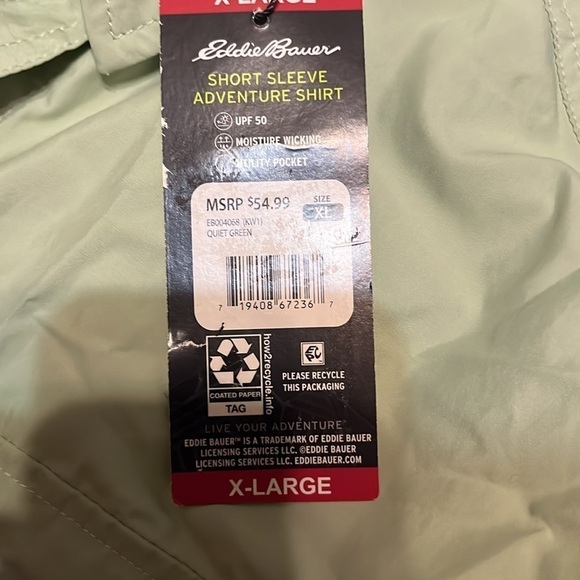 X-LARGE
Eddie Bauer
SHORT SLEEVE
ADVENTURE SHIRT
UPF 50
MOISTURE WICKING
UTILITY POCKET
MSRP $54.99
SIZE
XL
EB004068 (KW1)
QUIET GREEN
7 19408 67236 7
how2recycle.info
COATED PAPER
TAG
PLEASE RECYCLE
THIS PACKAGING
LIVE YOUR ADVENTURE™
EDDIE BAUER™ IS A TRADEMARK OF EDDIE BAUER
LICENSING SERVICES LLC. ©EDDIE BAUER
LICENSING SERVICES LLC. EDDIEBAUER.COM
X-LARGE